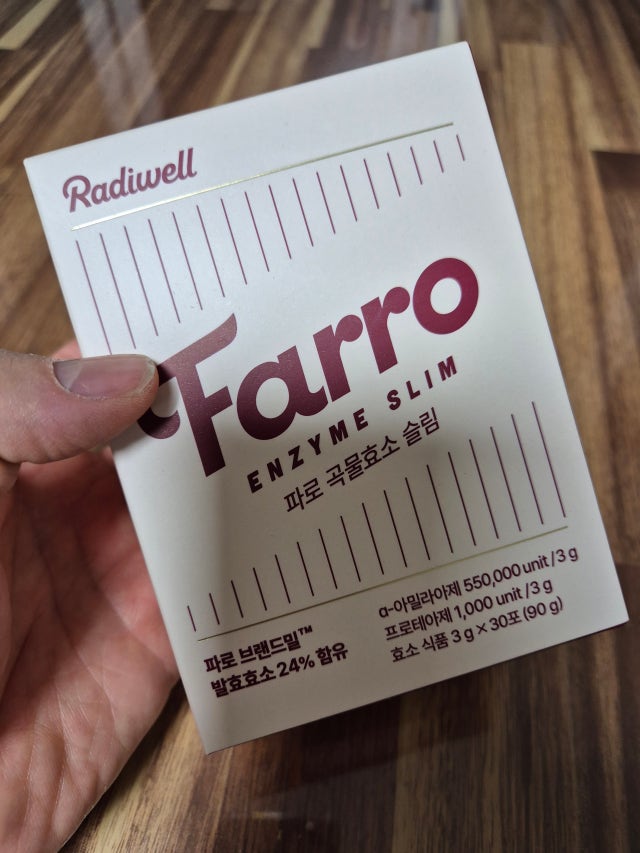 Radiwell
Farro
ENZYME SLIM
파로 곡물효소 슬림
파로 브랜드밀™
발효효소 24% 함유
α-아밀라아제 550,000 unit /3 g
프로테아제 1,000 unit /3 g
효소 식품 3 g × 30포 (90 g)